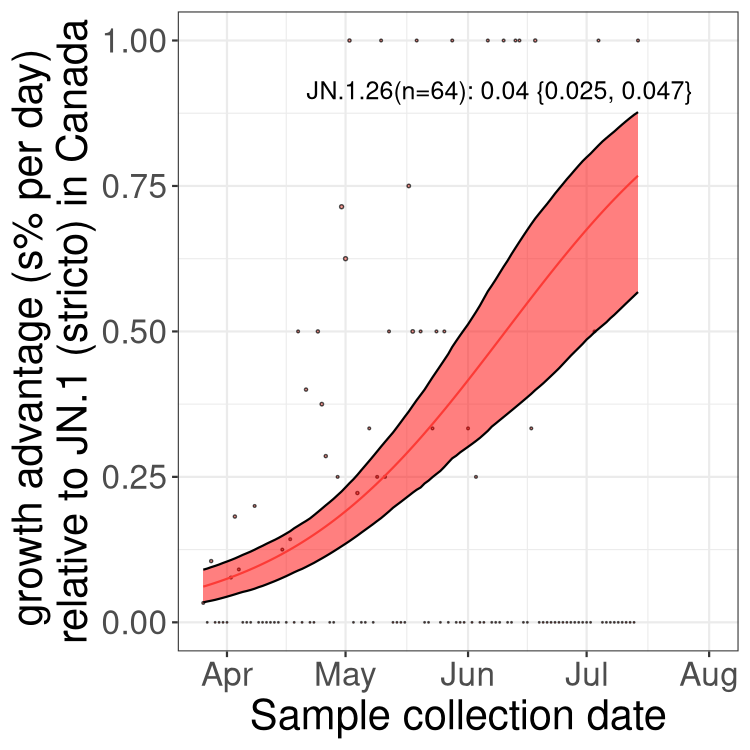 growth advantage (s% per day)
relative to JN.1 (stricto) in Canada
1.00
0.75
0.50
0.25
0.00
JN.1.26(n=64): 0.04 {0.025, 0.047}
Apr May Jun Jul Aug
Sample collection date